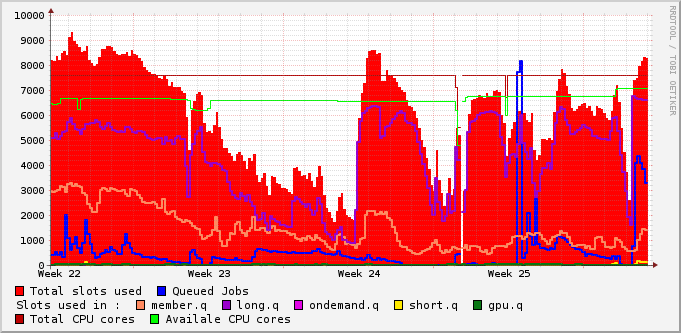 10000
9000
8000
7000
6000
5000
4000
3000
2000
1000
0
Week 22 Week 23 Week 24 Week 25
Total slots used Queued Jobs
Slots used in : member.q long.q ondemand.q short.q gpu.q
Total CPU cores Availale CPU cores
RRDTOOL / TOBI OETIKER